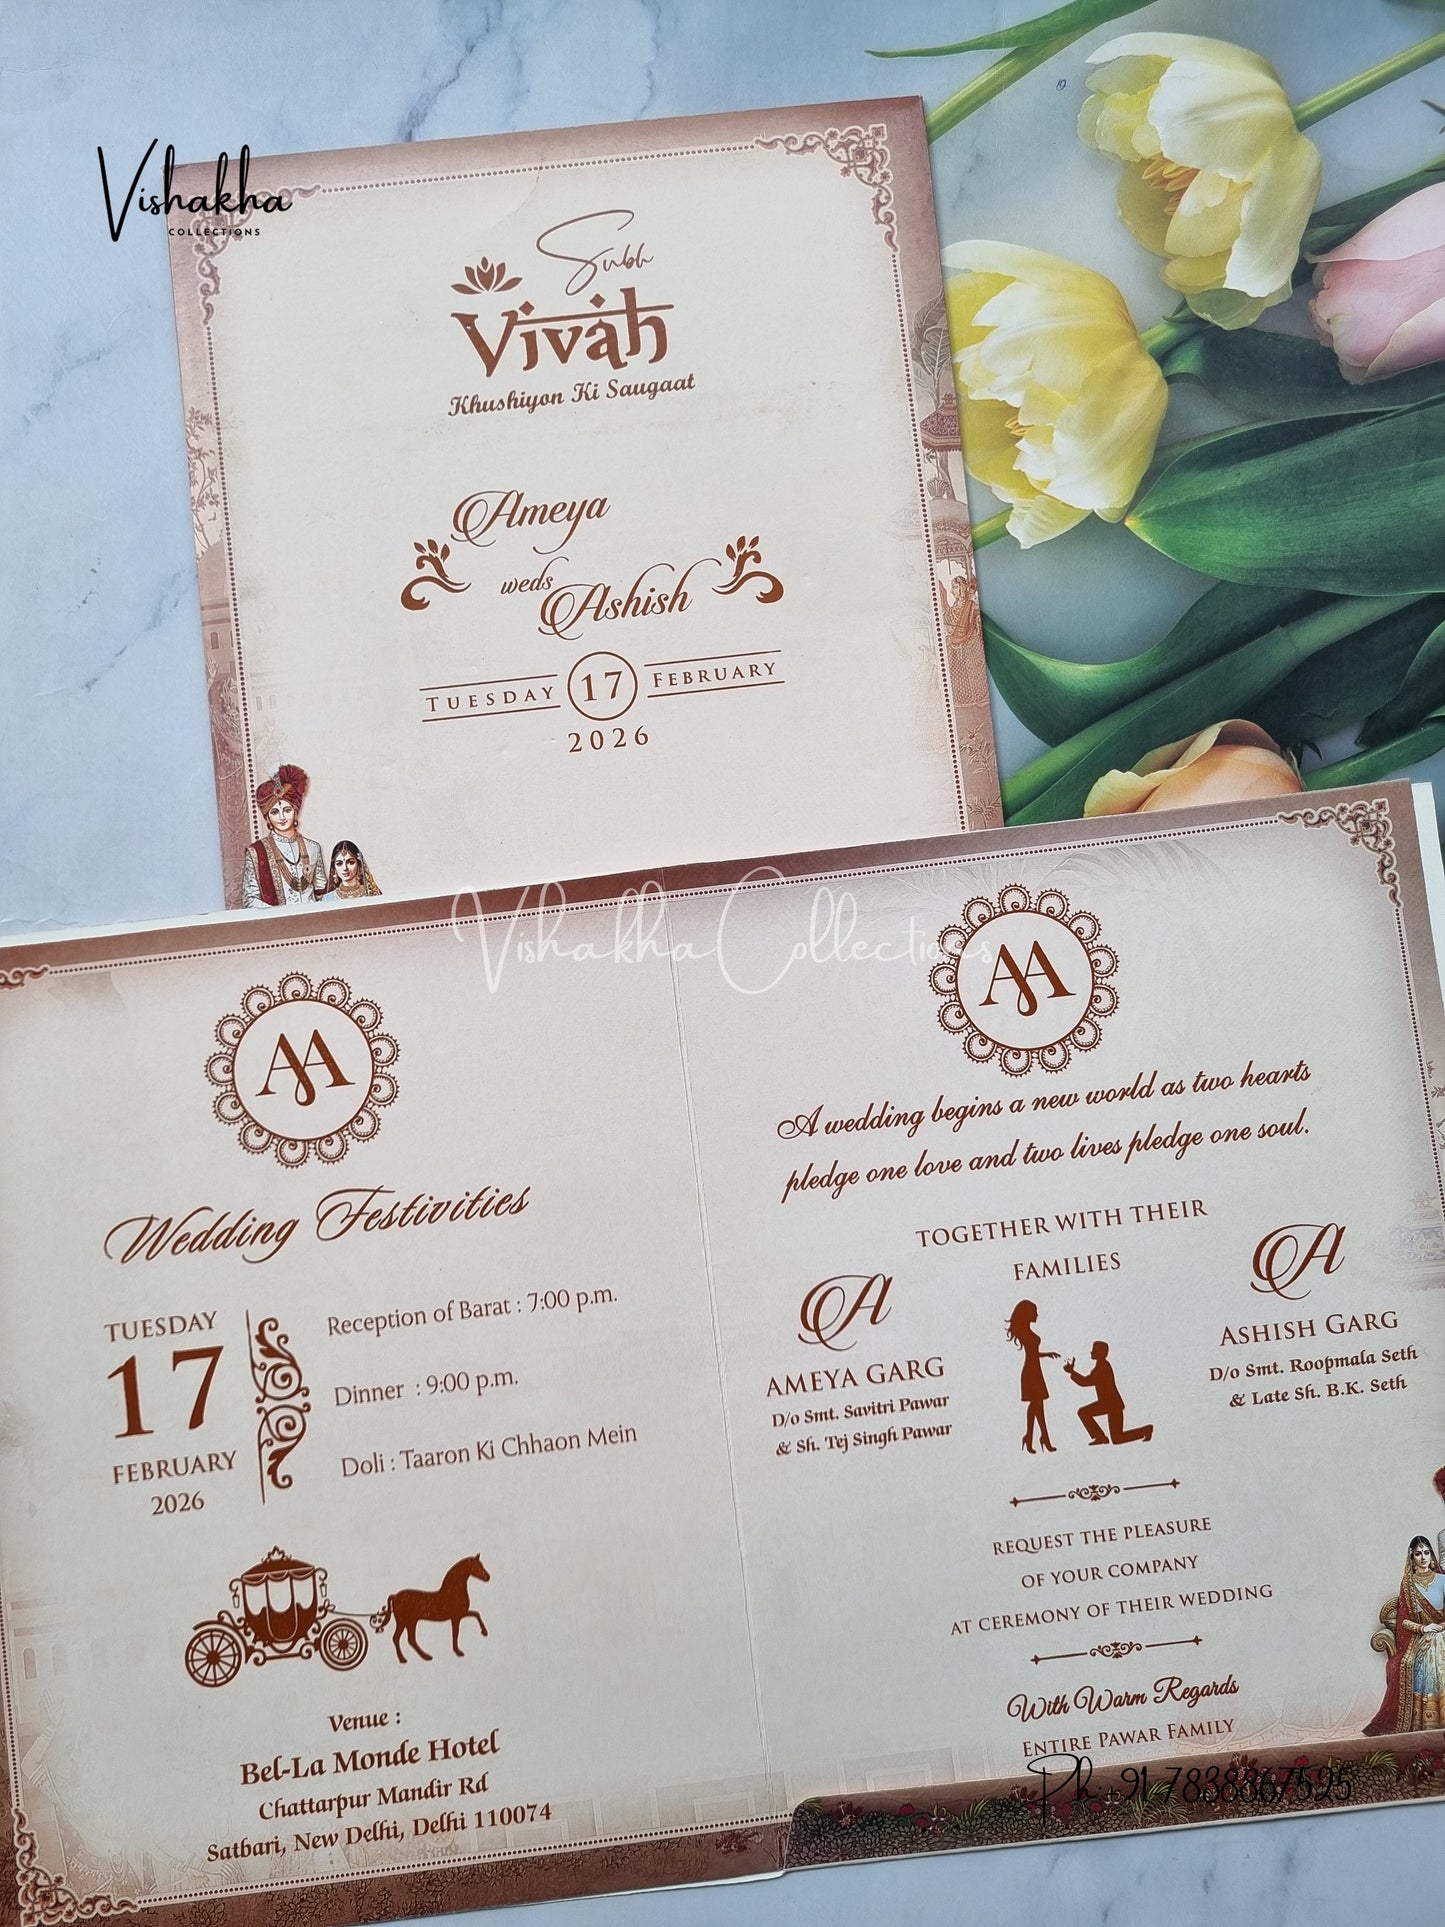 Vishakha
COLLECTIONS
Subh
Vivah
Khushiyon Ki Saugaat
Ameya
weds
Ashish
TUESDAY 17 FEBRUARY
2026
Vishakha Collections
AA
Wedding Festivities
TUESDAY
17
FEBRUARY
2026
Reception of Barat : 7:00 p.m.
Dinner : 9:00 p.m.
Doli : Taaron Ki Chhaon Mein
Venue :
Bel-La Monde Hotel
Chattarpur Mandir Rd
Satbari, New Delhi, Delhi 110074
AA
A wedding begins a new world as two hearts
pledge one love and two lives pledge one soul.
TOGETHER WITH THEIR
FAMILIES
A
AMEYA GARG
D/o Smt. Savitri Pawar
& Sh. Tej Singh Pawar
A
ASHISH GARG
D/o Smt. Roopmala Seth
& Late Sh. B.K. Seth
REQUEST THE PLEASURE
OF YOUR COMPANY
AT CEREMONY OF THEIR WEDDING
With Warm Regards
ENTIRE PAWAR FAMILY
Ph:+91-7838867525